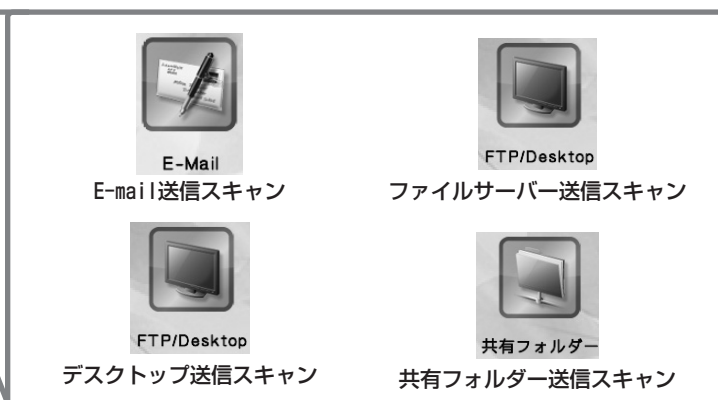 E-Mail
E-mail送信スキャン
FTP/Desktop
ファイルサーバー送信スキャン
FTP/Desktop
デスクトップ送信スキャン
共有フォルダー
共有フォルダー送信スキャン